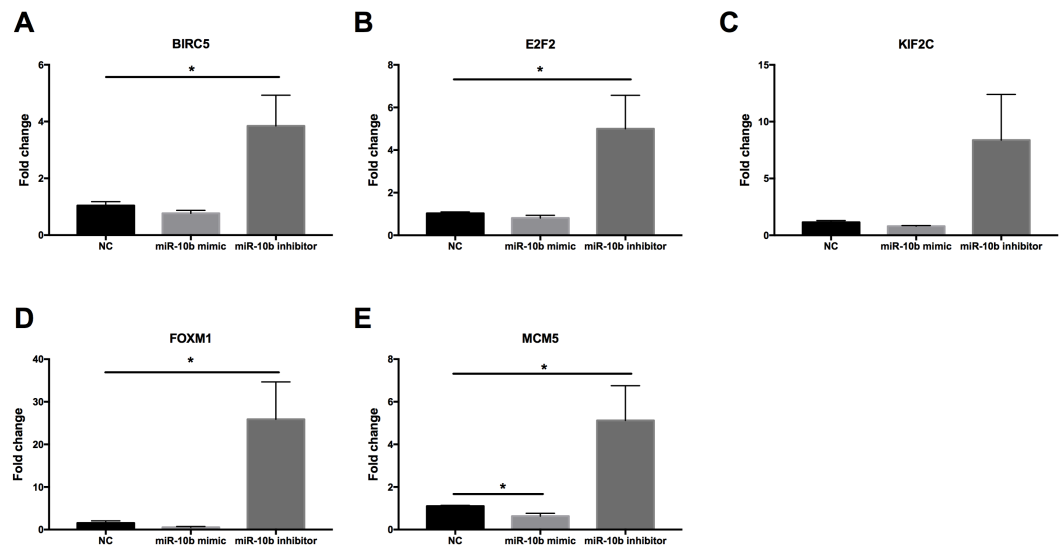 A
BIRC5
*
Fold change
6
4
2
0
NC miR-10b mimic miR-10b inhibitor
B
E2F2
*
Fold change
8
6
4
2
0
NC miR-10b mimic miR-10b inhibitor
C
KIF2C
Fold change
15
10
5
0
NC miR-10b mimic miR-10b inhibitor
D
FOXM1
*
Fold change
40
30
20
10
0
NC miR-10b mimic miR-10b inhibitor
E
MCM5
*
*
Fold change
8
6
4
2
0
NC miR-10b mimic miR-10b inhibitor